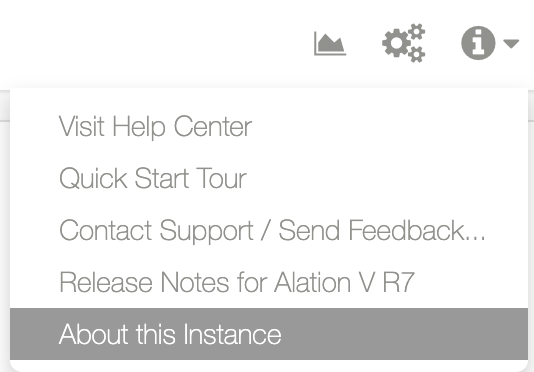 Visit Help Center
Quick Start Tour
Contact Support / Send Feedback...
Release Notes for Alation V R7
About this Instance